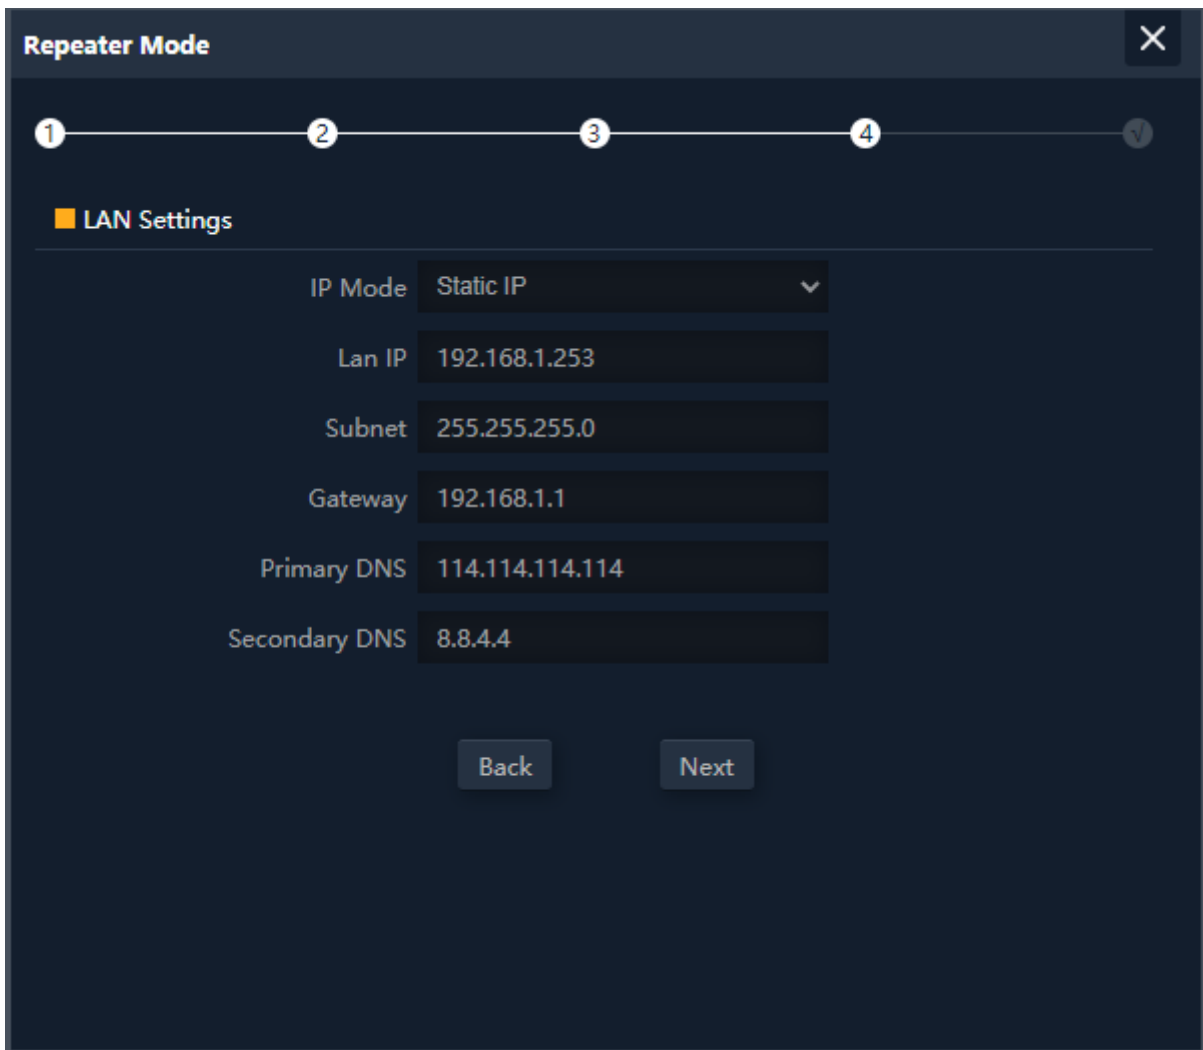 Repeater Mode
1 2 3 4 √
LAN Settings
IP Mode Static IP
Lan IP 192.168.1.253
Subnet 255.255.255.0
Gateway 192.168.1.1
Primary DNS 114.114.114.114
Secondary DNS 8.8.4.4
Back Next